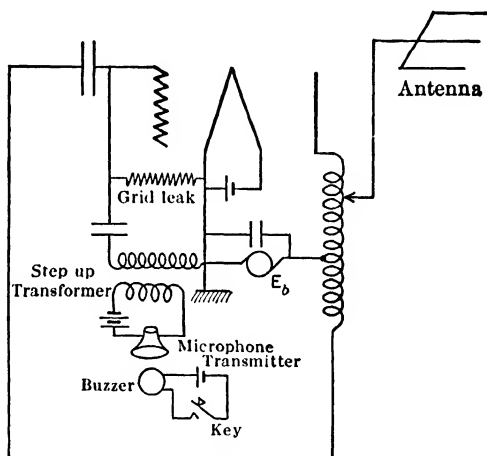 Antenna
Grid leak
Step up
Transformer
E_b
Microphone
Transmitter
Buzzer
Key